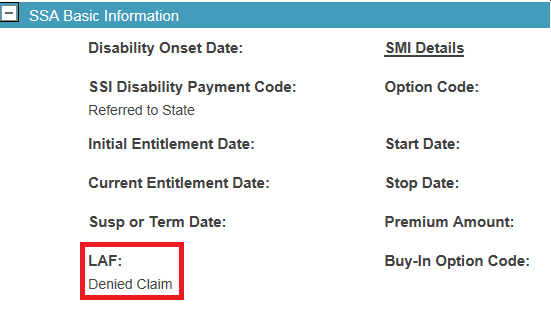 SSA Basic Information
Disability Onset Date: SMI Details
SSI Disability Payment Code: Option Code:
Referred to State
Initial Entitlement Date: Start Date:
Current Entitlement Date: Stop Date:
Susp or Term Date: Premium Amount:
LAF: Buy-In Option Code:
Denied Claim